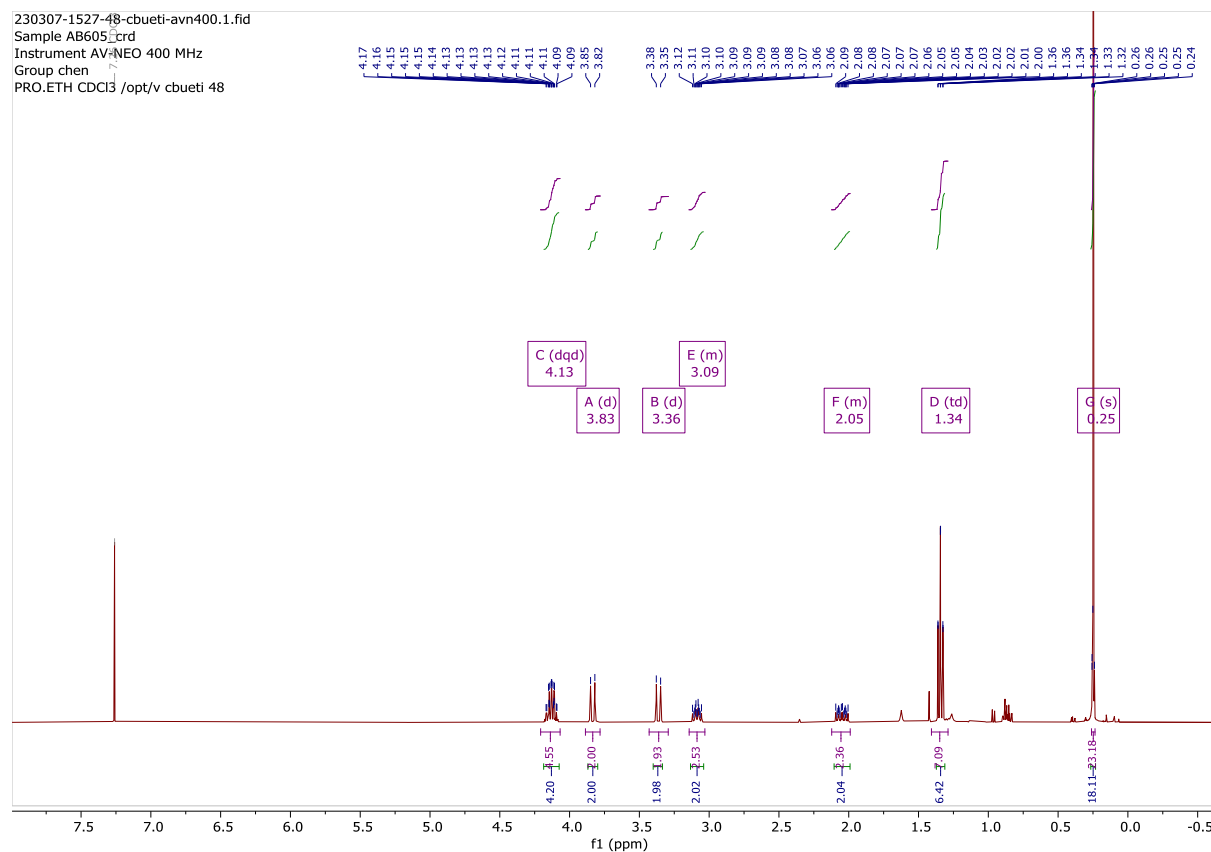 230307-1527-48-cbueti-avn400.1.fid
Sample AB605_crd
Instrument AV-NEO 400 MHz
Group chen
PRO.ETH CDCl3 /opt/v cbueti 48
4.17 4.16 4.15 4.15 4.15 4.14 4.13 4.13 4.13 4.13 4.12 4.11 4.11 4.11 4.09 4.09 3.85 3.82 3.38 3.35 3.12 3.11 3.10 3.10 3.09 3.09 3.09 3.08 3.08 3.08 3.07 3.06 3.06 2.09 2.08 2.08 2.07 2.07 2.07 2.06 2.05 2.05 2.04 2.03 2.02 2.02 2.01 2.00 1.36 1.36 1.34 1.34 1.33 1.32 0.26 0.26 0.25 0.25 0.24
C (dqd)
4.13
E (m)
3.09
A (d)
3.83
B (d)
3.36
F (m)
2.05
D (td)
1.34
G (s)
0.25
4.55 2.00 1.93 2.53 2.36 7.09 23.18
4.20 2.00 1.98 2.02 2.04 6.42 18.11
7.5 7.0 6.5 6.0 5.5 5.0 4.5 4.0 3.5 3.0 2.5 2.0 1.5 1.0 0.5 0.0 -0.5
f1 (ppm)